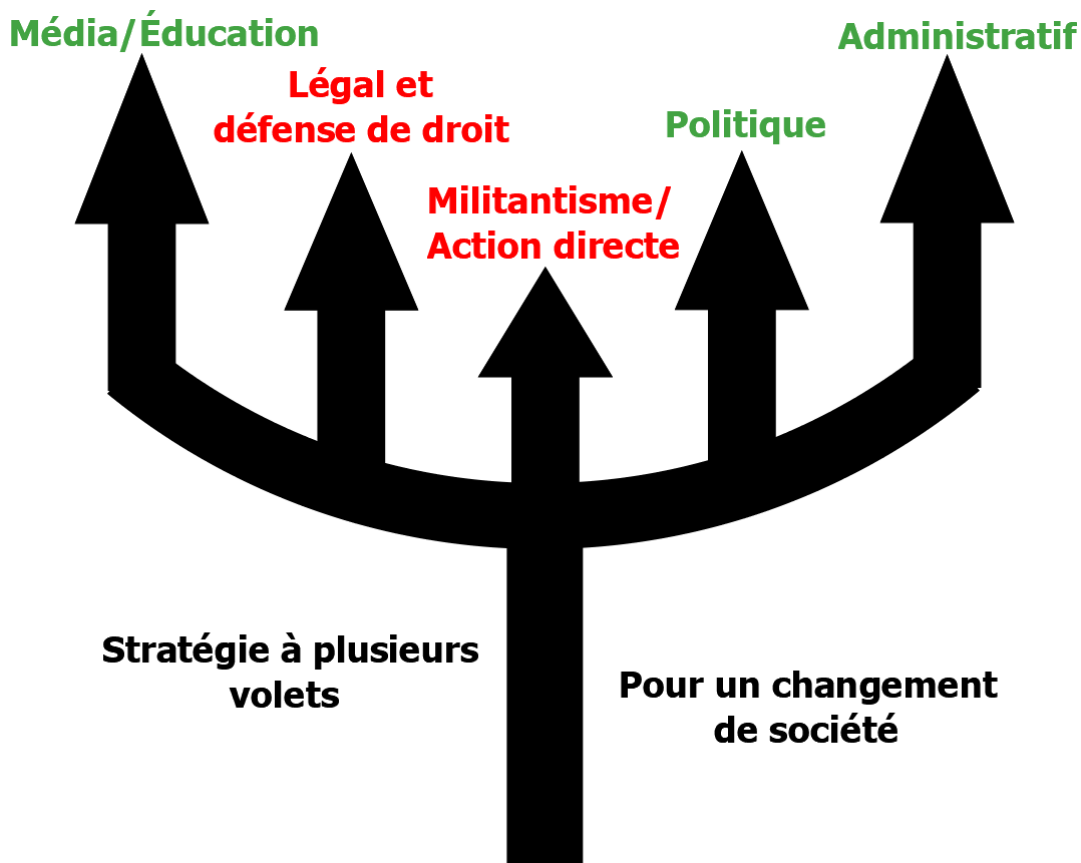 Média/Éducation
Administratif
Légal et
défense de droit
Politique
Militantisme/
Action directe
Stratégie à plusieurs
volets
Pour un changement
de société